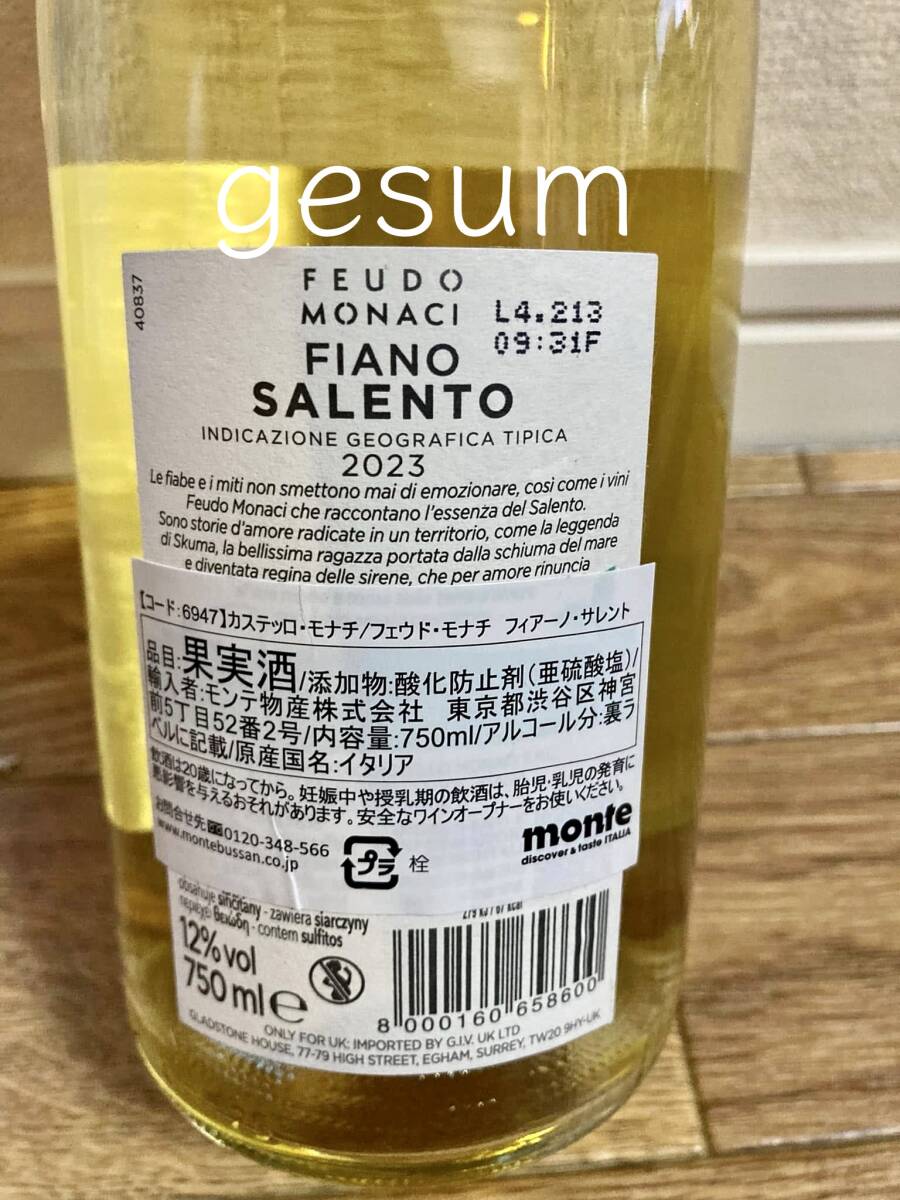 gesum
40837
FEUDO
MONACI
L4.213
09:31F
FIANO
SALENTO
INDICAZIONE GEOGRAFICA TIPICA
2023
Le fiabe e i miti non smettono mai di emozionare, così come i vini
Feudo Monaci che raccontano l'essenza del Salento.
Sono storie d'amore radicate in un territorio, come la leggenda
di Skuma, la bellissima ragazza portata dalla schiuma del mare
e diventata regina delle sirene, che per amore rinuncia
【コード:6947】カステッロ・モナチ/フェウド・モナチ フィアーノ・サレント
品目:果実酒/添加物:酸化防止剤(亜硫酸塩)/
輸入者:モンテ物産株式会社 東京都渋谷区神宮
前5丁目52番2号/内容量:750ml/アルコール分:裏ラ
ベルに記載/原産国名:イタリア
飲酒は20歳になってから。妊娠中や授乳期の飲酒は、胎児・乳児の発育に
悪影響を与えるおそれがあります。安全なワインオープナーをお使いください。
お問合せ先 0120-348-566
www.montebussan.co.jp
プラ 栓
monte
discover & taste ITALIA
obsahuje siřičitany - zawiera siarczyny
περιέχει θειώδη - contem sulfitos
12% vol
750 ml e
8 000160 658600
ONLY FOR UK: IMPORTED BY G.I.V. UK LTD
GLADSTONE HOUSE, 77-79 HIGH STREET, EGHAM, SURREY, TW20 9HY-UK